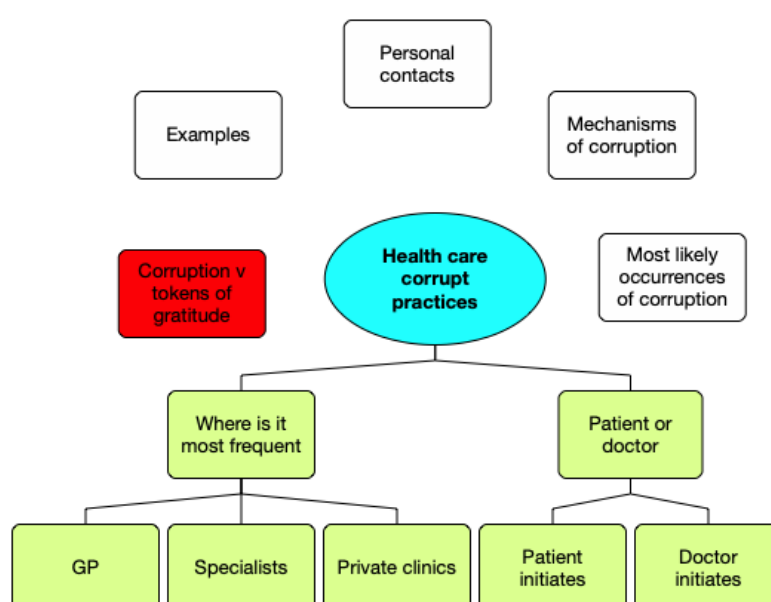 Personal
contacts
Examples
Mechanisms
of corruption
Corruption v
tokens of
gratitude
Health care
corrupt
practices
Most likely
occurrences
of corruption
Where is it
most frequent
Patient or
doctor
GP
Specialists
Private clinics
Patient
initiates
Doctor
initiates